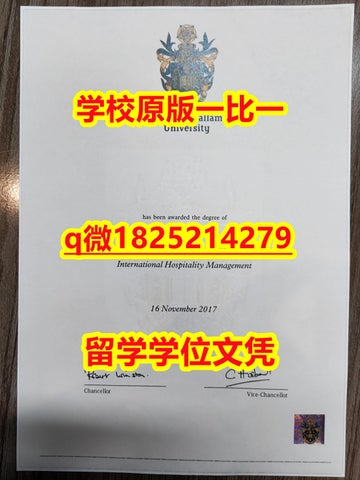 学校原版一比一
allam
University
has been awarded the degree of
q微1825214279
International Hospitality Management
16 November 2017
留学学位文凭
Chancellor
Vice-Chancellor